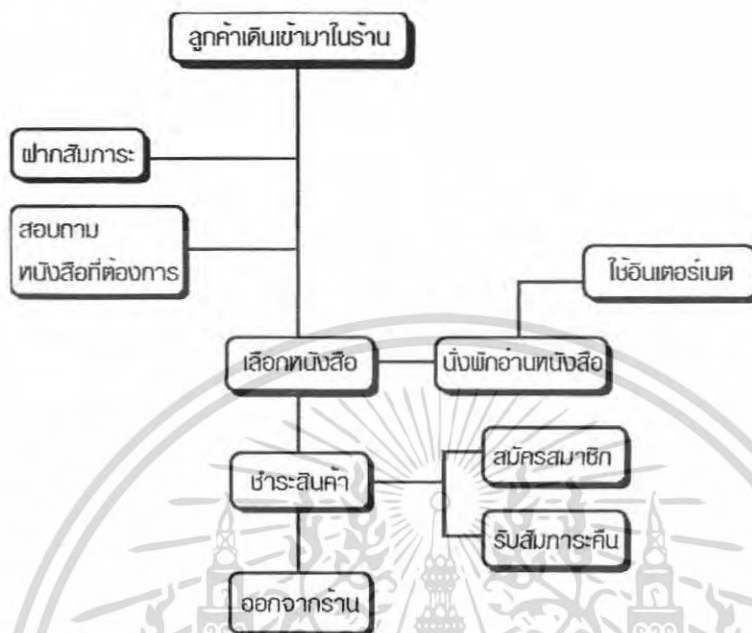 ลูกค้าเดินเข้ามาในร้าน
ฝากสัมภาระ
สอบถาม
หนังสือที่ต้องการ
ใช้อินเตอร์เนต
เลือกหนังสือ
นั่งพักอ่านหนังสือ
ชำระสินค้า
สมัครสมาชิก
รับสัมภาระคืน
ออกจากร้าน